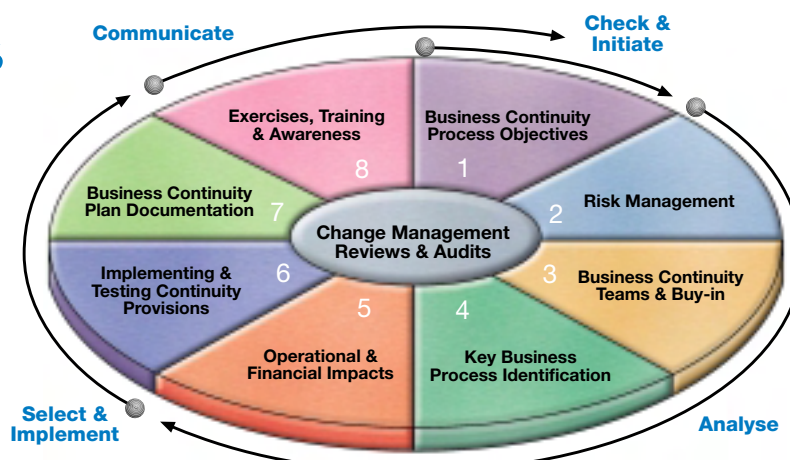 Communicate
Check &
Initiate
Exercises, Training
& Awareness
8
Business Continuity
Process Objectives
1
Business Continuity
Plan Documentation
7
2
Risk Management
Change Management
Reviews & Audits
Implementing &
Testing Continuity
Provisions
6
3
Business Continuity
Teams & Buy-in
5
Operational &
Financial Impacts
4
Key Business
Process Identification
Select &
Implement
Analyse